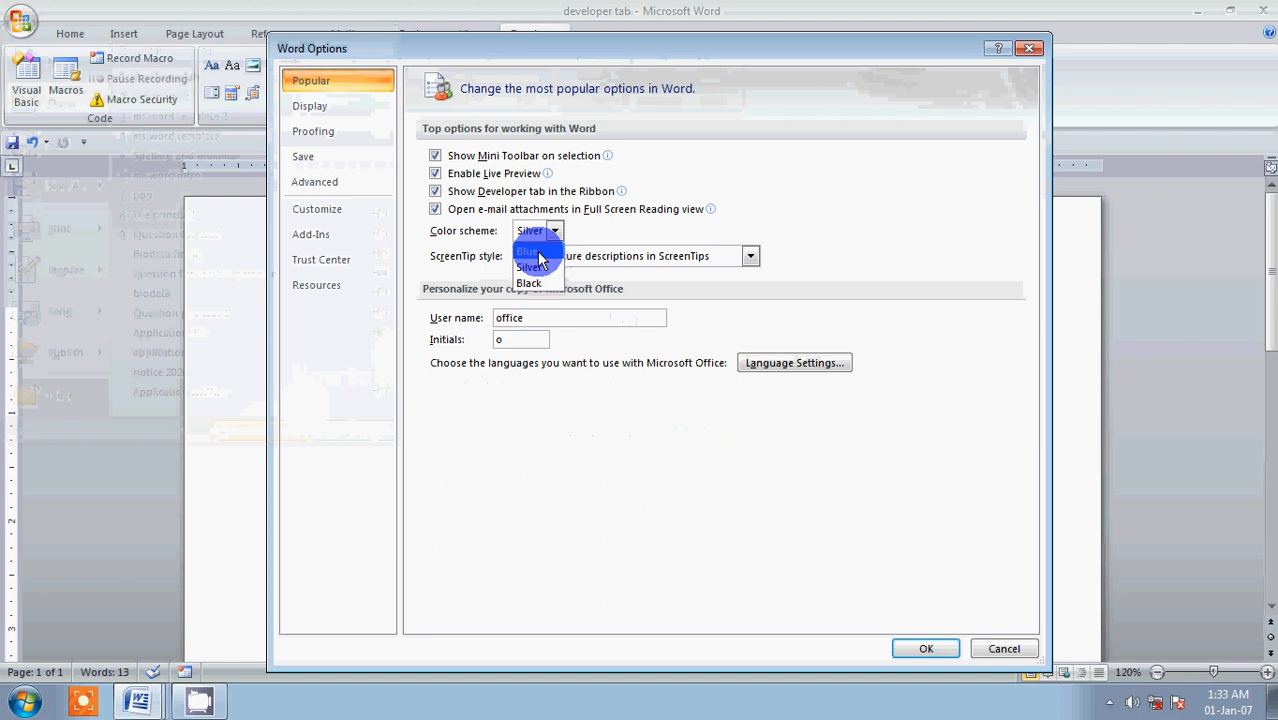 developer tab - Microsoft Word
Home Insert Page Layout
Word Options
Record Macro
Pause Recording
Macro Security
Visual Basic
Macros
Code
Popular
Display
Proofing
Save
Advanced
Customize
Add-Ins
Trust Center
Resources
Change the most popular options in Word.
Top options for working with Word
Show Mini Toolbar on selection
Enable Live Preview
Show Developer tab in the Ribbon
Open e-mail attachments in Full Screen Reading view
Color scheme: Silver
Blue
Silver
Black
ScreenTip style: ure descriptions in ScreenTips
Personalize your copy of Microsoft Office
User name: office
Initials: o
Choose the languages you want to use with Microsoft Office: Language Settings...
OK Cancel
Page: 1 of 1 Words: 13 120%
1:33 AM
01-Jan-07